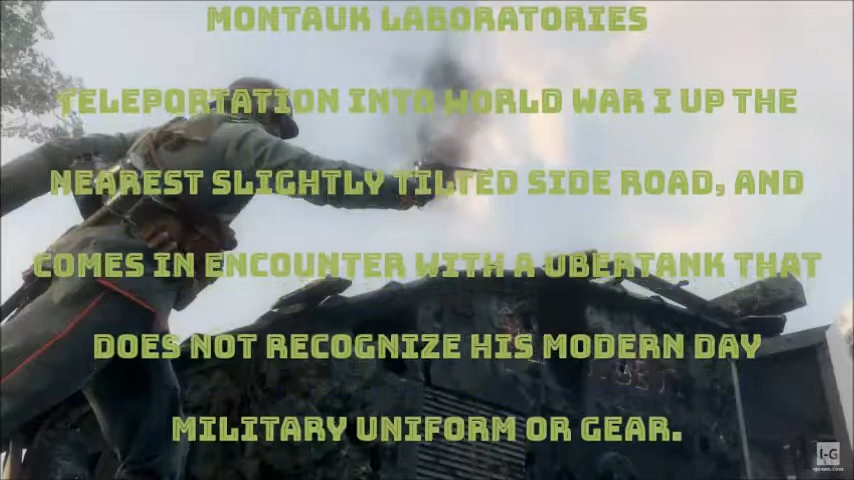 MONTAUK LABORATORIES
TELEPORTATION INTO WORLD WAR I UP THE
NEAREST SLIGHTLY TILTED SIDE ROAD, AND
COMES IN ENCOUNTER WITH A UBERTANK THAT
DOES NOT RECOGNIZE HIS MODERN DAY
MILITARY UNIFORM OR GEAR.
I-G